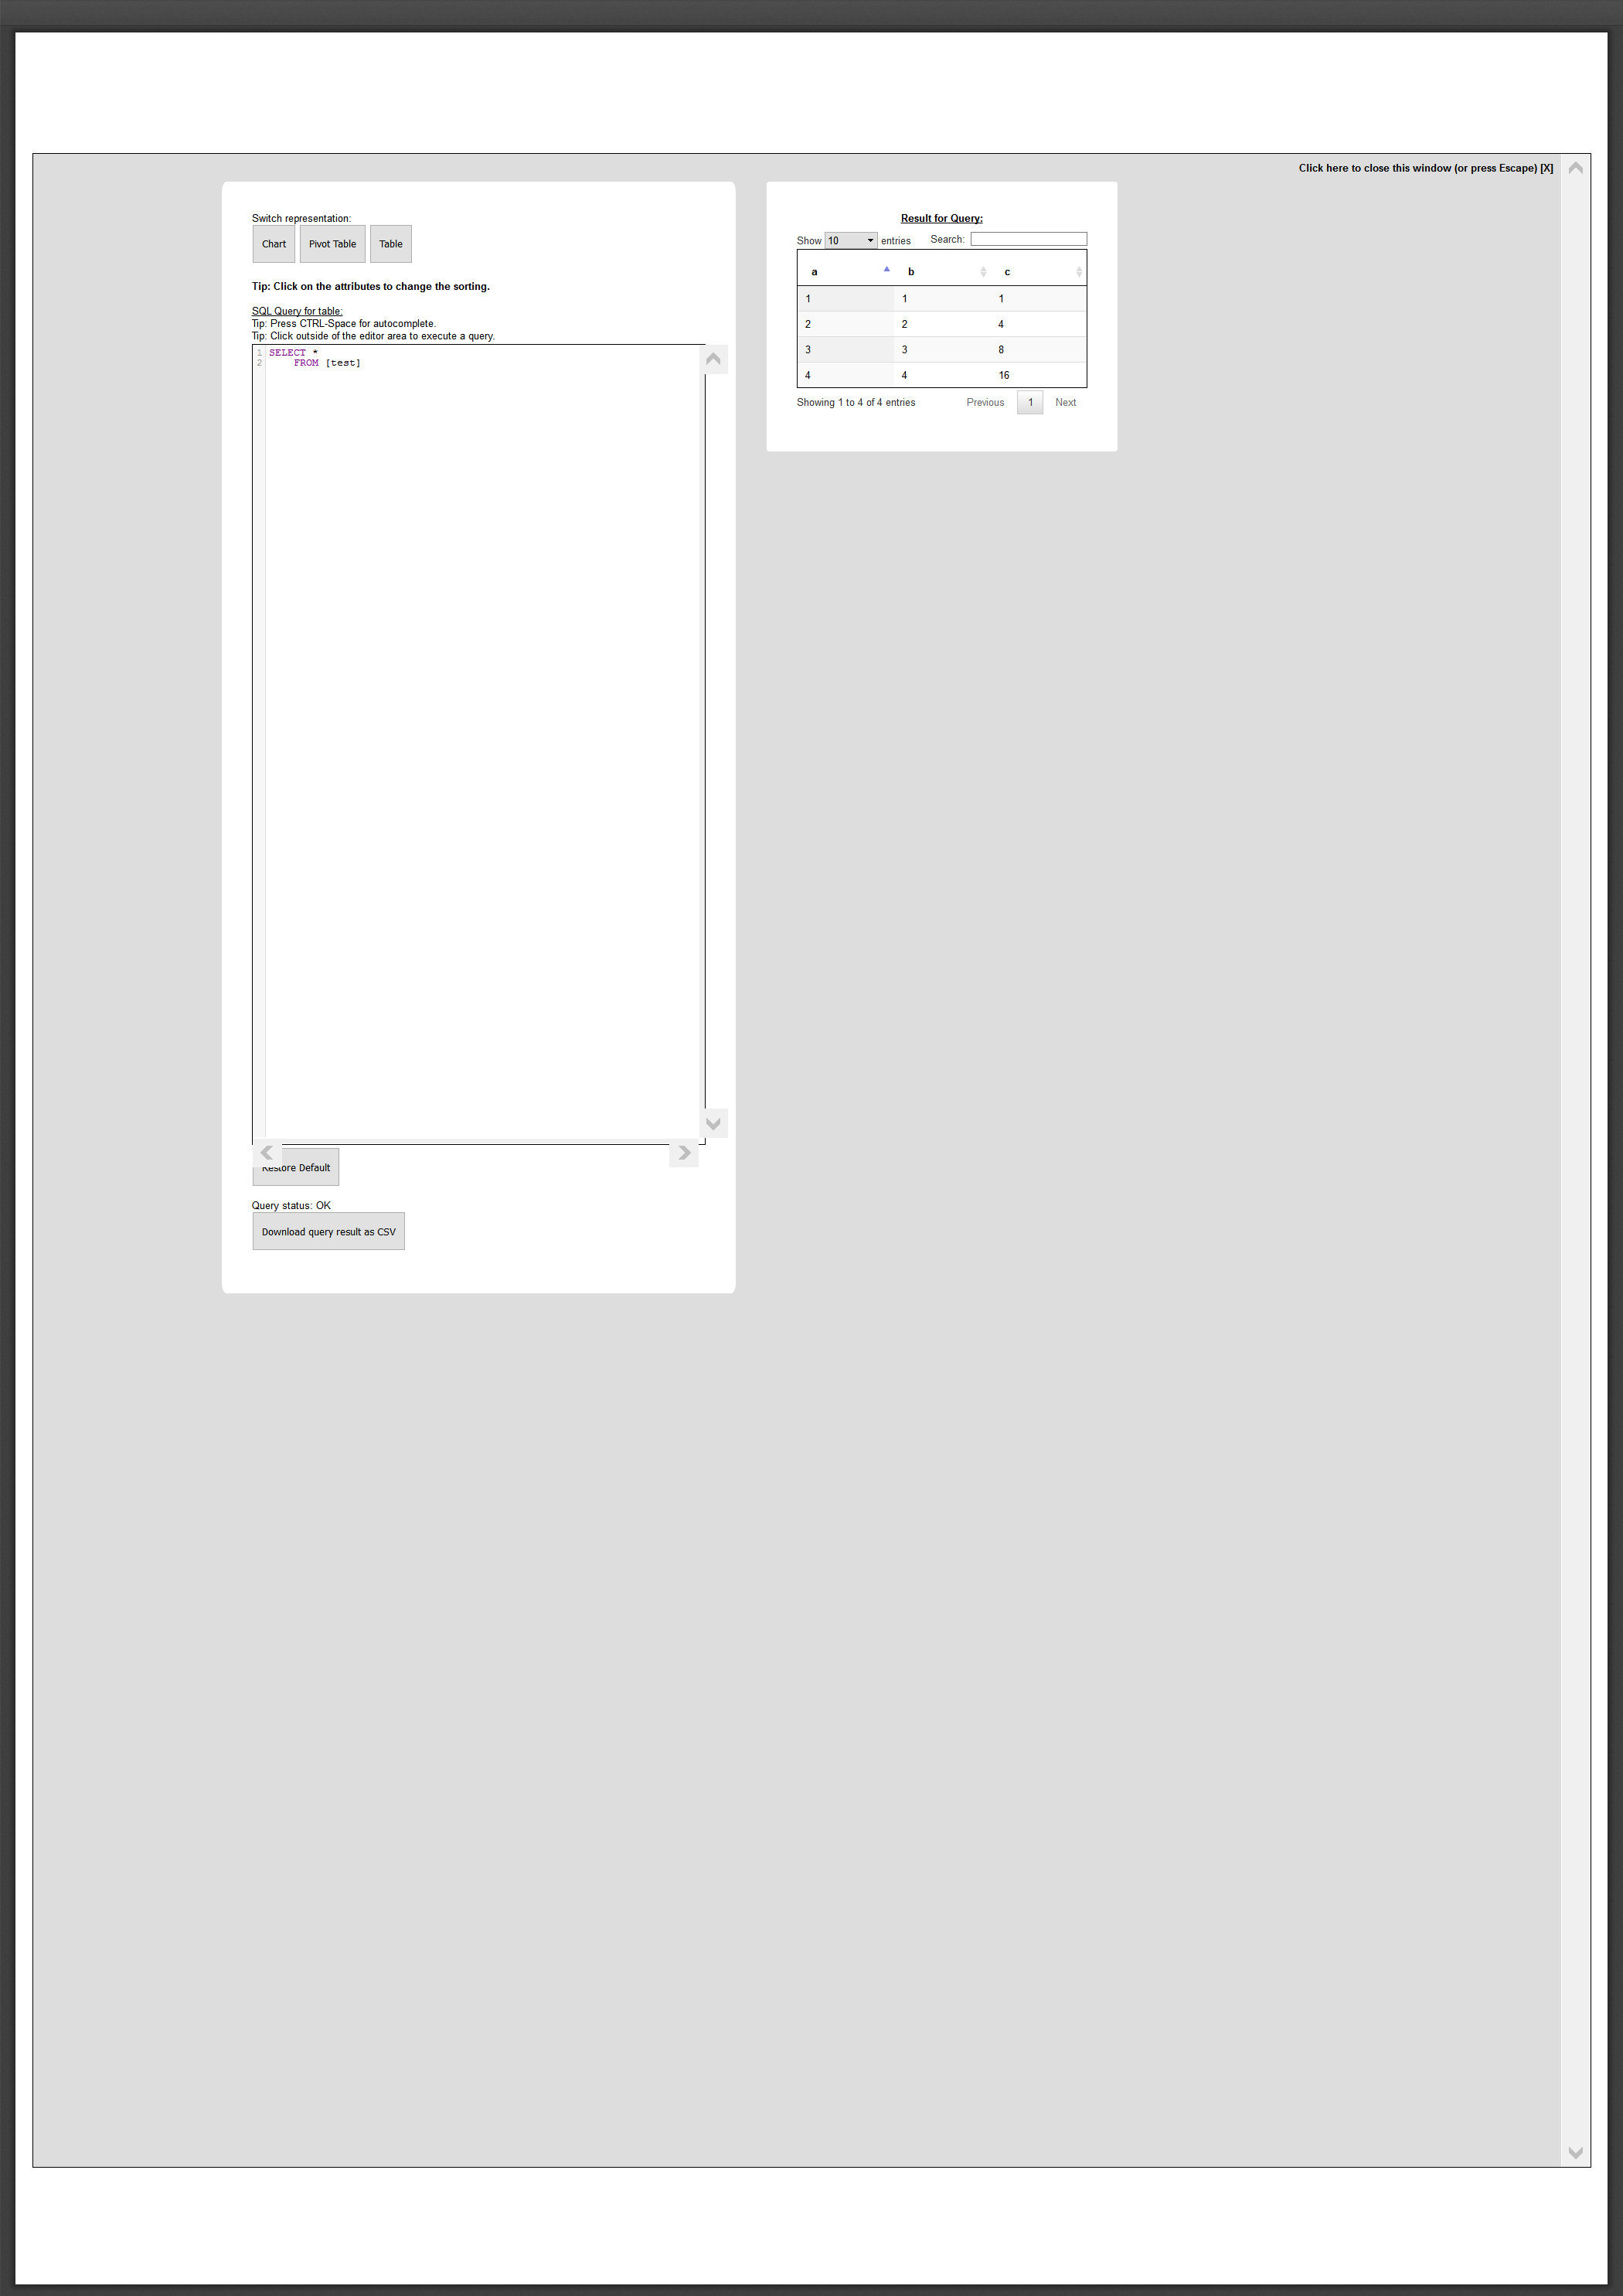 Click here to close this window (or press Escape) [X]
Switch representation:
Chart Pivot Table Table
Tip: Click on the attributes to change the sorting.
SQL Query for table:
Tip: Press CTRL-Space for autocomplete.
Tip: Click outside of the editor area to execute a query.
1 SELECT *
2 FROM [test]
Restore Default
Query status: OK
Download query result as CSV
Result for Query:
Show 10 entries Search:
a b c
1 1 1
2 2 4
3 3 8
4 4 16
Showing 1 to 4 of 4 entries Previous 1 Next